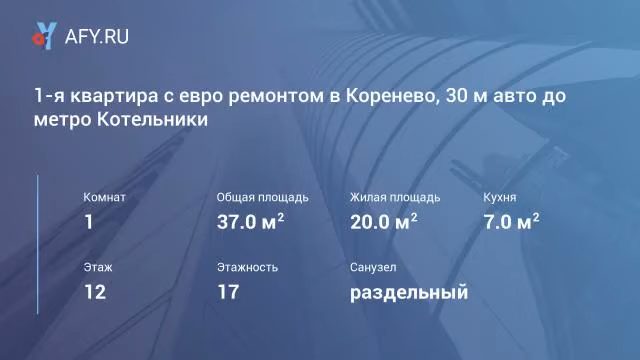 AFY.RU
1-я квартира с евро ремонтом в Коренево, 30 м авто до
метро Котельники
Комнат
1
Общая площадь
37.0 м²
Жилая площадь
20.0 м²
Кухня
7.0 м²
Этаж
12
Этажность
17
Санузел
раздельный